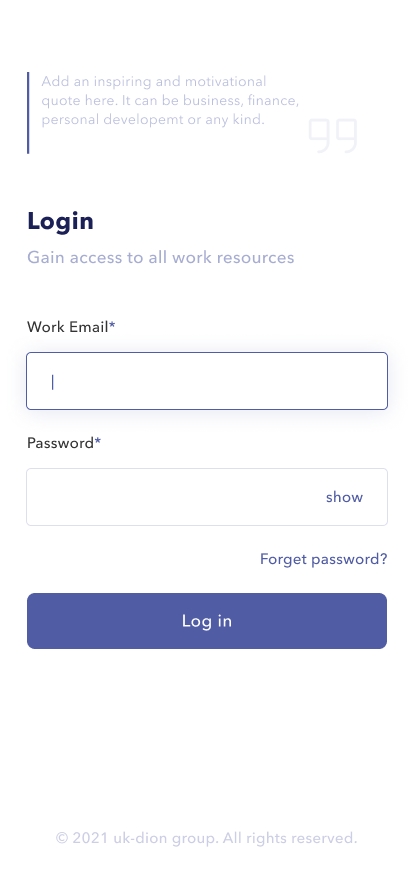 Add an inspiring and motivational
quote here. It can be business, finance,
personal developemt or any kind.
Login
Gain access to all work resources
Work Email*
Password*
show
Forget password?
Log in
© 2021 uk-dion group. All rights reserved.